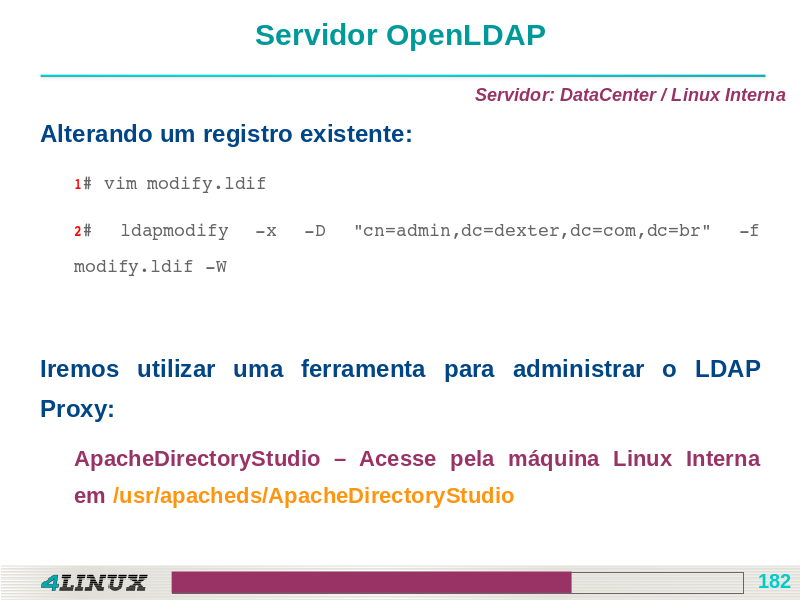 Servidor OpenLDAP
Servidor: DataCenter / Linux Interna
Alterando um registro existente:
1# vim modify.ldif
2# ldapmodify -x -D "cn=admin,dc=dexter,dc=com,dc=br" -f
modify.ldif -W
Iremos utilizar uma ferramenta para administrar o LDAP
Proxy:
ApacheDirectoryStudio – Acesse pela máquina Linux Interna
em /usr/apacheds/ApacheDirectoryStudio
4LINUX
182